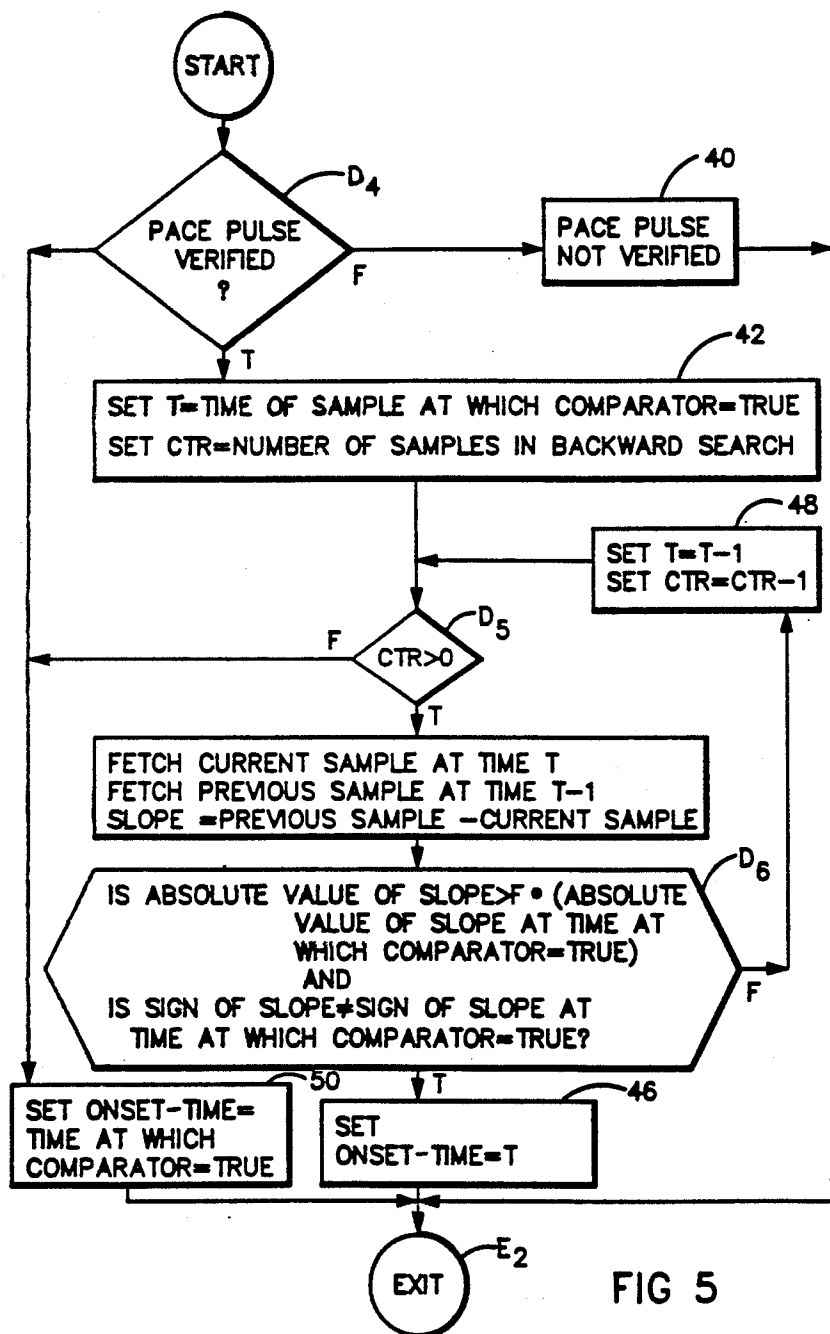 START
D4
PACE PULSE
VERIFIED
?
F
T
40
PACE PULSE
NOT VERIFIED
42
SET T=TIME OF SAMPLE AT WHICH COMPARATOR=TRUE
SET CTR=NUMBER OF SAMPLES IN BACKWARD SEARCH
48
SET T=T-1
SET CTR=CTR-1
D5
F
CTR>0
T
FETCH CURRENT SAMPLE AT TIME T
FETCH PREVIOUS SAMPLE AT TIME T-1
SLOPE =PREVIOUS SAMPLE -CURRENT SAMPLE
D6
IS ABSOLUTE VALUE OF SLOPE>F • (ABSOLUTE
VALUE OF SLOPE AT TIME AT
WHICH COMPARATOR=TRUE)
AND
IS SIGN OF SLOPE≠SIGN OF SLOPE AT
TIME AT WHICH COMPARATOR=TRUE?
F
T
50
SET ONSET-TIME=
TIME AT WHICH
COMPARATOR=TRUE
46
SET
ONSET-TIME=T
E2
EXIT
FIG 5